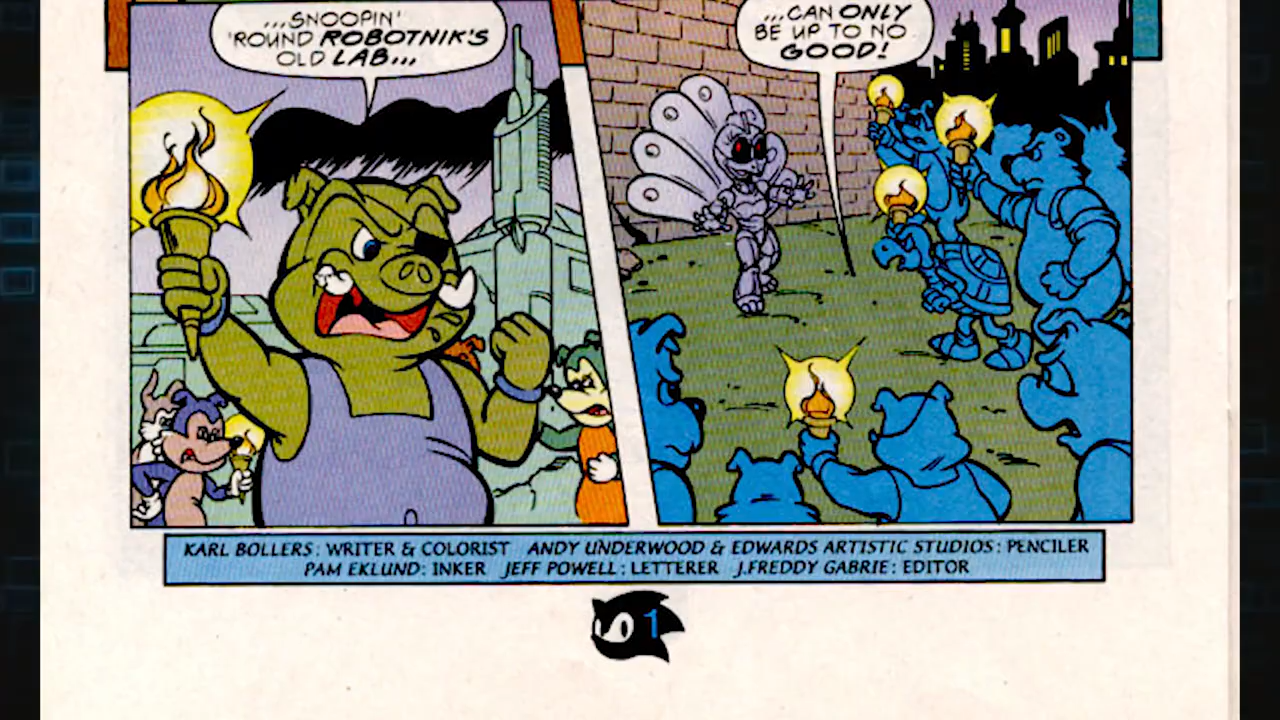 ...SNOOPIN'
'ROUND ROBOTNIK'S
OLD LAB...
...CAN ONLY
BE UP TO NO
GOOD!
KARL BOLLERS: WRITER & COLORIST ANDY UNDERWOOD & EDWARDS ARTISTIC STUDIOS: PENCILER
PAM EKLUND: INKER JEFF POWELL: LETTERER J.FREDDY GABRIE: EDITOR
1